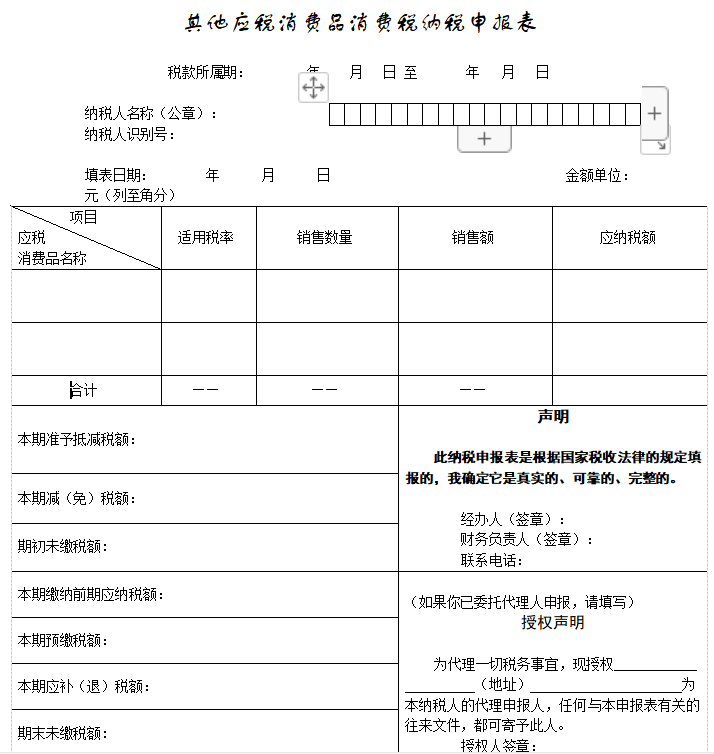 其他应税消费品消费税纳税申报表
税款所属期： 年 月 日 至 年 月 日
纳税人名称（公章）：
纳税人识别号：
填表日期： 年 月 日 金额单位：
元（列至角分）
项目
应税
消费品名称
适用税率 销售数量 销售额 应纳税额
合计 —— —— ——
本期准予抵减税额：
本期减（免）税额：
期初未缴税额：
本期缴纳前期应纳税额：
本期预缴税额：
本期应补（退）税额：
期末未缴税额：
声明
此纳税申报表是根据国家税收法律的规定填
报的，我确定它是真实的、可靠的、完整的。
经办人（签章）：
财务负责人（签章）：
联系电话：
（如果你已委托代理人申报，请填写）
授权声明
为代理一切税务事宜，现授权
（地址） 为
本纳税人的代理申报人，任何与本申报表有关的
往来文件，都可寄予此人。
授权人签章：